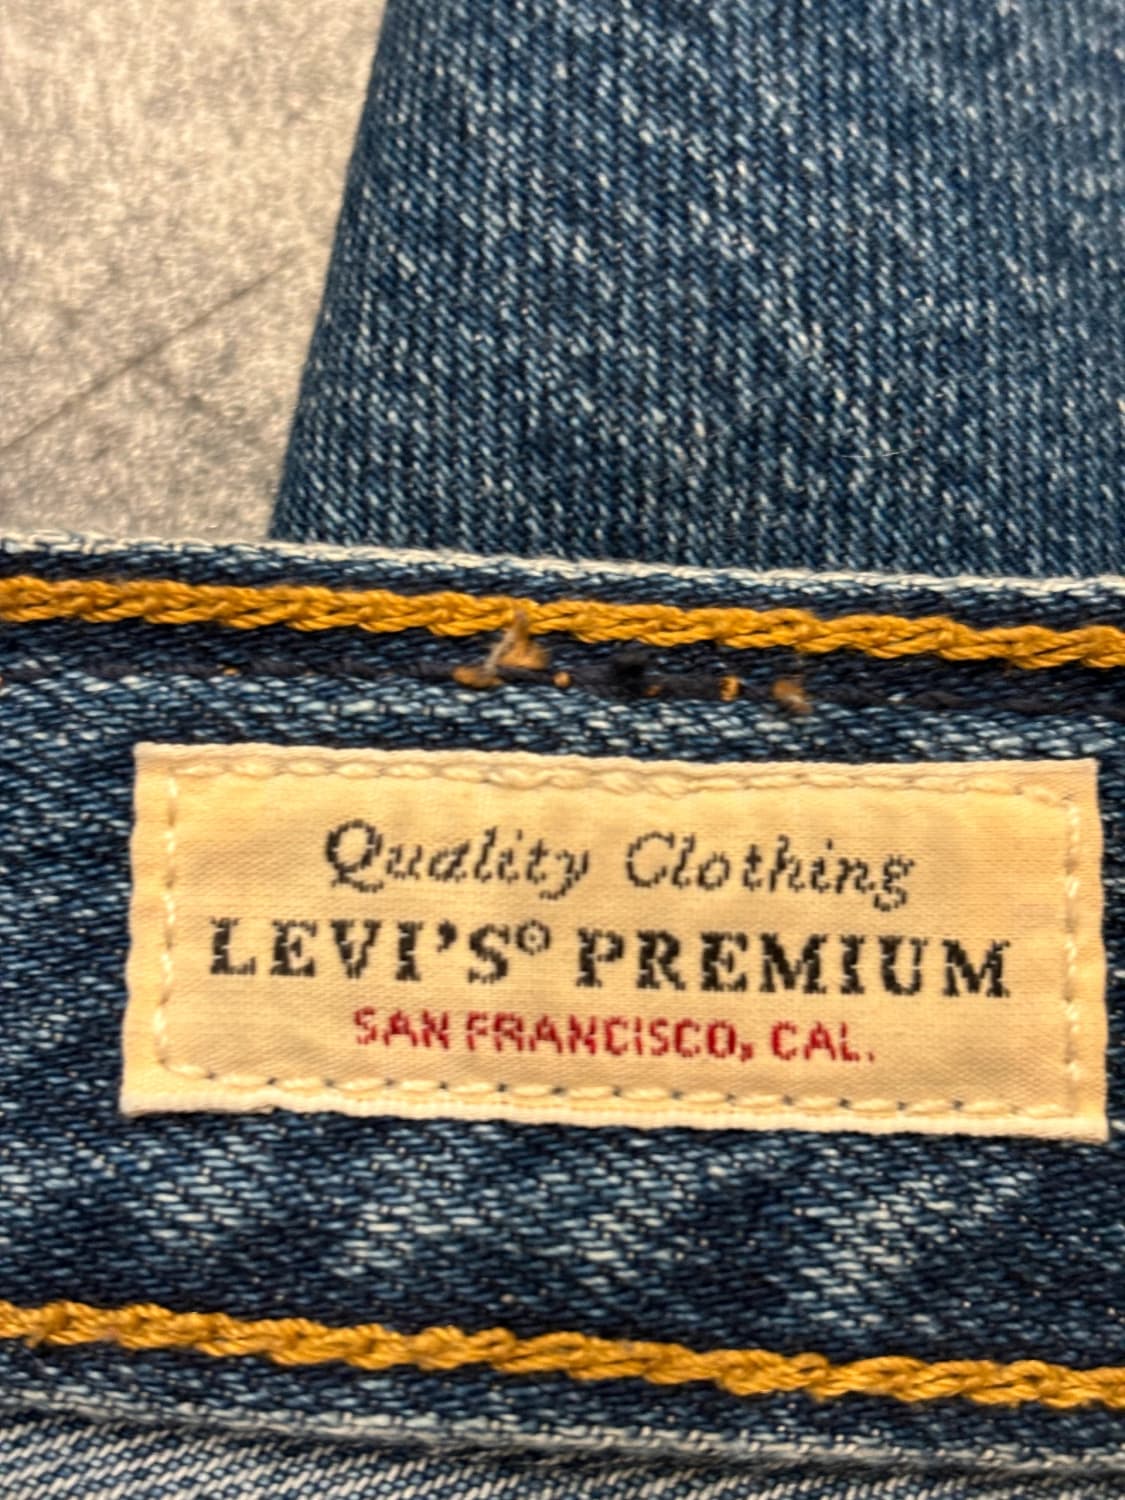 Quality Clothing
LEVI'S® PREMIUM
SAN FRANCISCO, CAL.